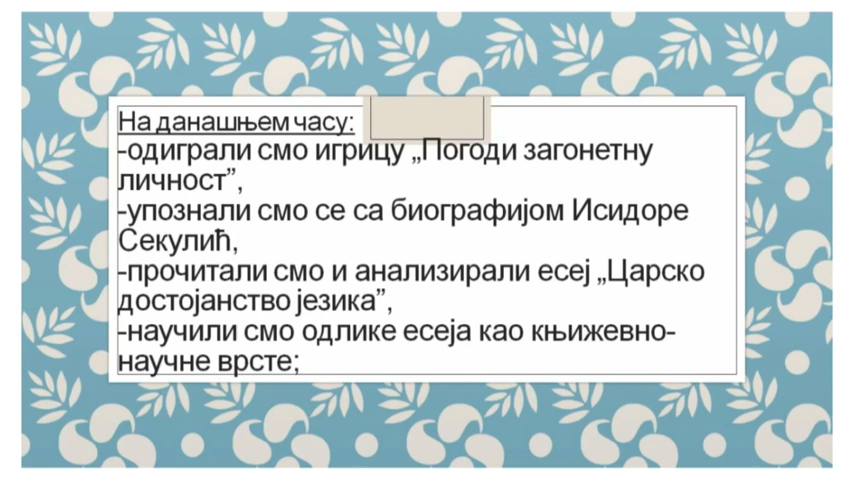 На данашњем часу:
-одиграли смо игрицу „Погоди загонетну
личност”,
-упознали смо се са биографијом Исидоре
Секулић,
-прочитали смо и анализирали есеј „Царско
достојанство језика”,
-научили смо одлике есеја као књижевно-
научне врсте;